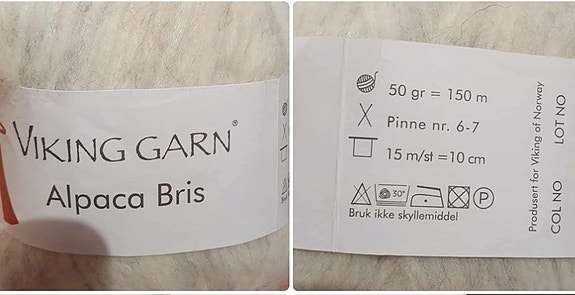 VIKING GARN®
Alpaca Bris
50 gr = 150 m
Pinne nr. 6-7
15 m/st = 10 cm
30°
P
Bruk ikke skyllemiddel
Produsert for Viking of Norway
COL NO
LOT NO